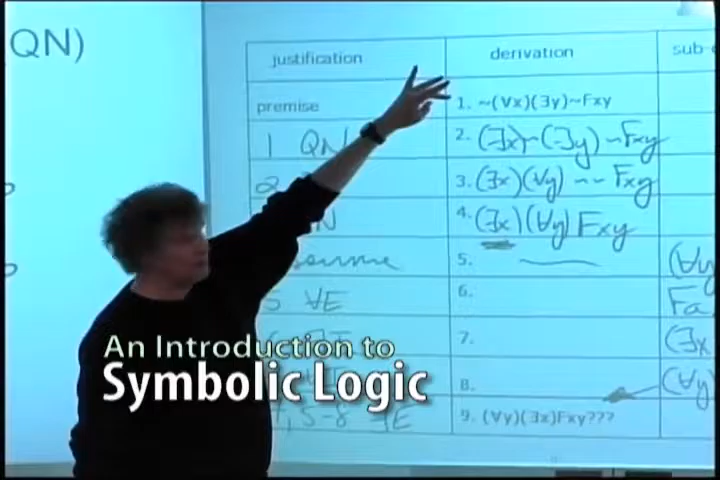 QN)
justification derivation sub-
premise 1. ~(∀x)(∃y)~Fxy
1 QN 2. (∃x)~(∃y)~Fxy
2 3. (∃x)(∀y)~~Fxy
4. (∃x)(∀y)Fxy
5. (∀y
∀E 6. Fa
7. (∃x
8. (∀y)
5-8 ∃E 9. (∀y)(∃x)Fxy???
An Introduction to
Symbolic Logic